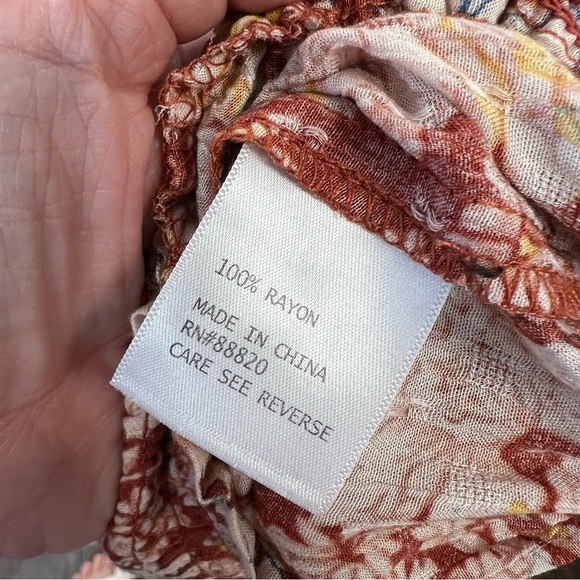 100% RAYON
MADE IN CHINA
RN#88820
CARE SEE REVERSE